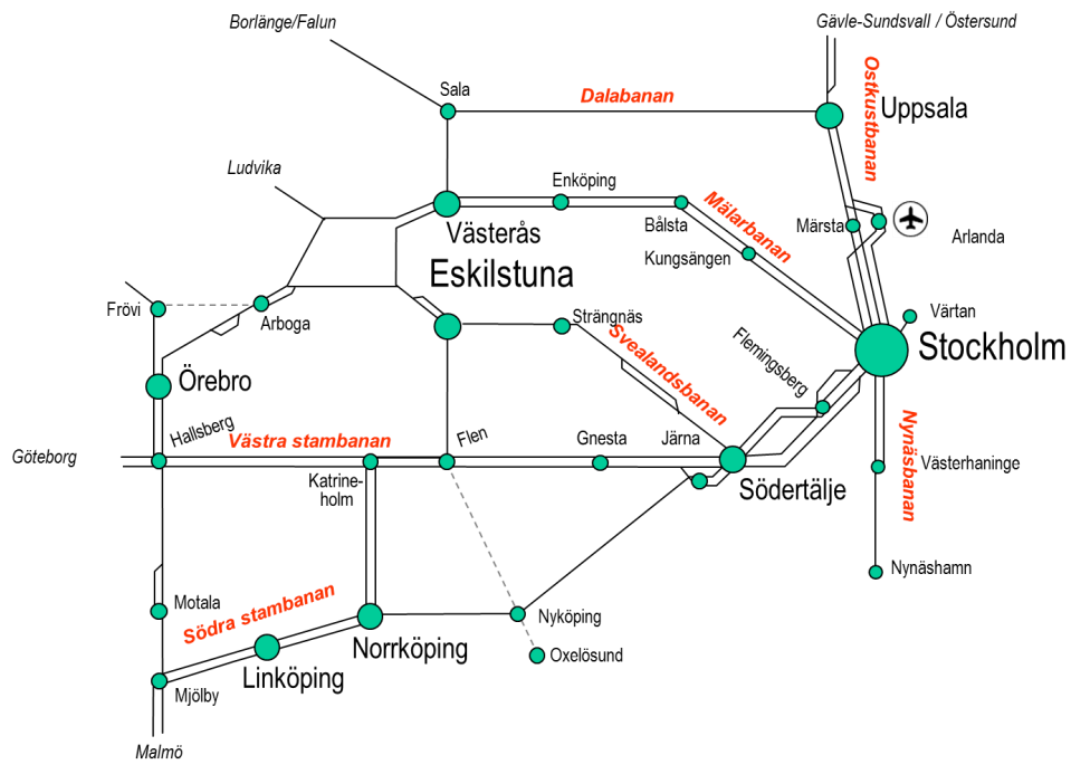 Borlänge/Falun
Gävle-Sundsvall / Östersund
Sala
Dalabanan
Ostkustbanan
Uppsala
Ludvika
Enköping
Mälarbanan
Västerås
Bålsta
Märsta
Arlanda
Kungsängen
Eskilstuna
Frövi
Arboga
Strängnäs
Värtan
Svealandsbanan
Flemingsberg
Stockholm
Örebro
Hallsberg
Västra stambanan
Flen
Gnesta
Järna
Nynäsbanan
Göteborg
Katrine-
holm
Södertälje
Västerhaninge
Nynäshamn
Motala
Södra stambanan
Nyköping
Norrköping
Oxelösund
Linköping
Mjölby
Malmö